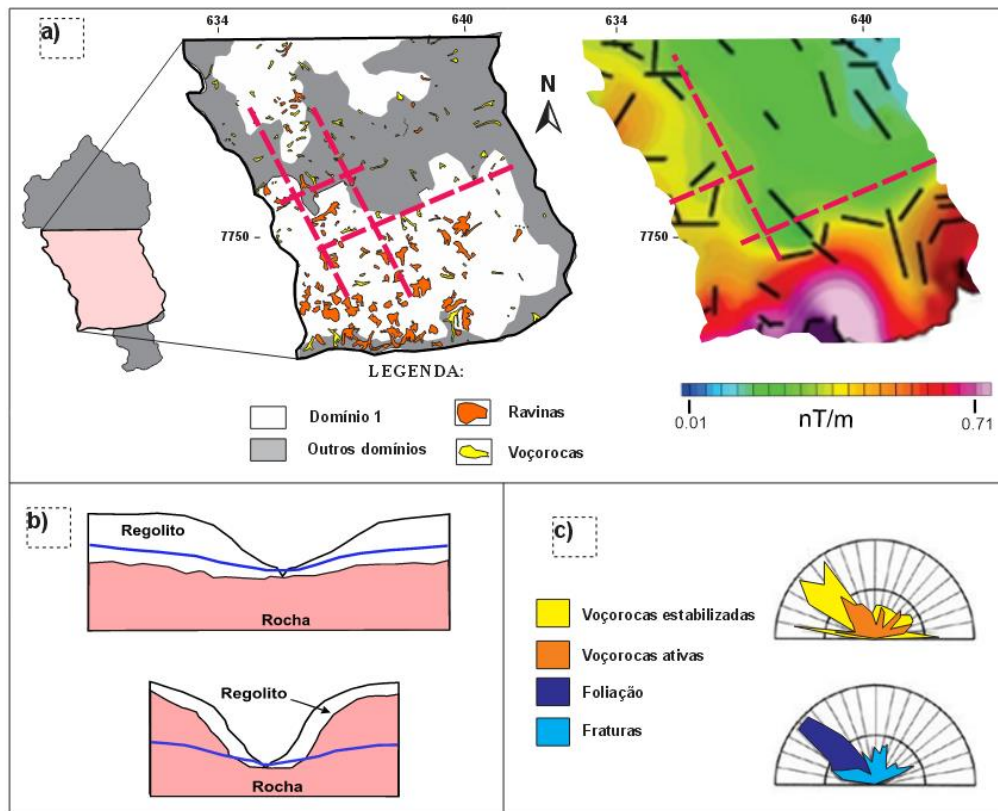 a)
634
640
634
640
N
7750
7750
LEGENDA:
Domínio 1
Ravinas
Outros domínios
Voçorocas
0.01
nT/m
0.71
b)
Regolito
Rocha
Regolito
Rocha
c)
Voçorocas estabilizadas
Voçorocas ativas
Foliação
Fraturas